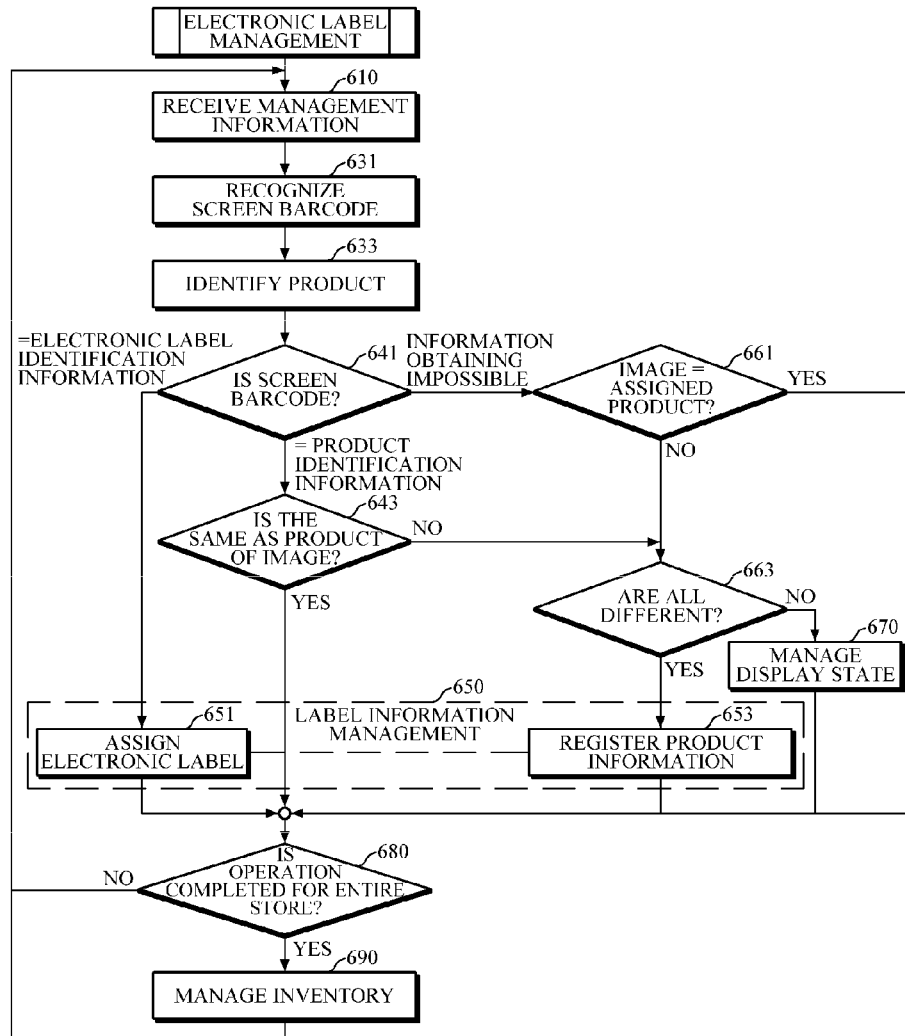 ELECTRONIC LABEL
MANAGEMENT
610
RECEIVE MANAGEMENT
INFORMATION
631
RECOGNIZE
SCREEN BARCODE
633
IDENTIFY PRODUCT
=ELECTRONIC LABEL
IDENTIFICATION
INFORMATION
641
IS SCREEN
BARCODE?
INFORMATION
OBTAINING
IMPOSSIBLE
661
IMAGE =
ASSIGNED
PRODUCT?
YES
NO
= PRODUCT
IDENTIFICATION
INFORMATION
643
IS THE
SAME AS PRODUCT
OF IMAGE?
NO
YES
663
ARE ALL
DIFFERENT?
NO
YES
670
MANAGE
DISPLAY STATE
650
LABEL INFORMATION
MANAGEMENT
651
ASSIGN
ELECTRONIC LABEL
653
REGISTER PRODUCT
INFORMATION
680
IS
OPERATION
COMPLETED FOR ENTIRE
STORE?
NO
YES
690
MANAGE INVENTORY